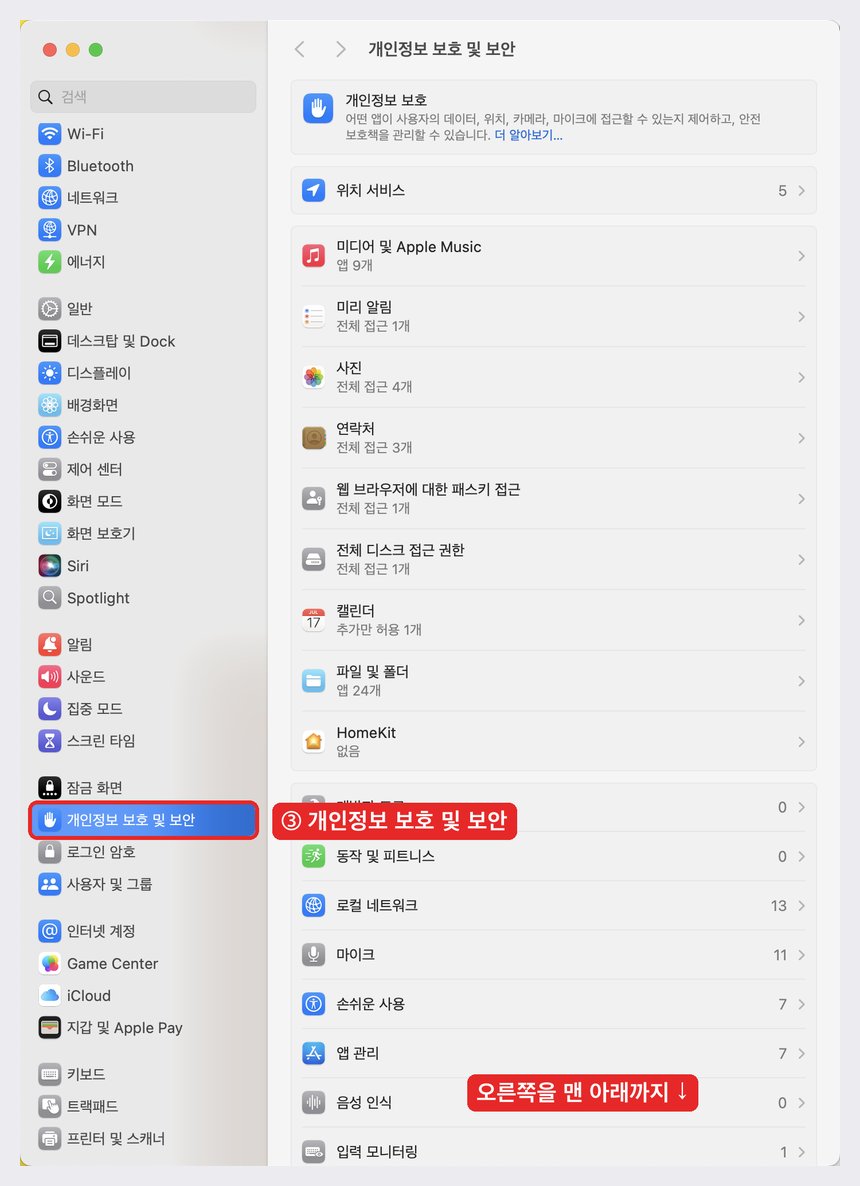 개인정보 보호 및 보안
검색
Wi-Fi
Bluetooth
네트워크
VPN
에너지
일반
데스크탑 및 Dock
디스플레이
배경화면
손쉬운 사용
제어 센터
화면 모드
화면 보호기
Siri
Spotlight
알림
사운드
집중 모드
스크린 타임
잠금 화면
개인정보 보호 및 보안
로그인 암호
사용자 및 그룹
인터넷 계정
Game Center
iCloud
지갑 및 Apple Pay
키보드
트랙패드
프린터 및 스캐너
개인정보 보호
어떤 앱이 사용자의 데이터, 위치, 카메라, 마이크에 접근할 수 있는지 제어하고, 안전
보호책을 관리할 수 있습니다. 더 알아보기...
위치 서비스 5
미디어 및 Apple Music
앱 9개
미리 알림
전체 접근 1개
사진
전체 접근 4개
연락처
전체 접근 3개
웹 브라우저에 대한 패스키 접근
전체 접근 1개
전체 디스크 접근 권한
전체 접근 1개
JUL
17
캘린더
추가만 허용 1개
파일 및 폴더
앱 24개
HomeKit
없음
0
③ 개인정보 보호 및 보안
동작 및 피트니스 0
로컬 네트워크 13
마이크 11
손쉬운 사용 7
앱 관리 7
오른쪽을 맨 아래까지 ↓
음성 인식 0
입력 모니터링 1